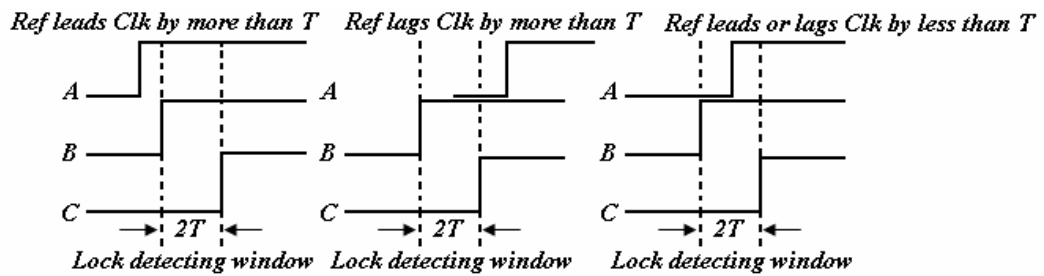 Ref leads Clk by more than T Ref lags Clk by more than T Ref leads or lags Clk by less than T
A A A
B B B
C C C
2T 2T 2T
Lock detecting window Lock detecting window Lock detecting window